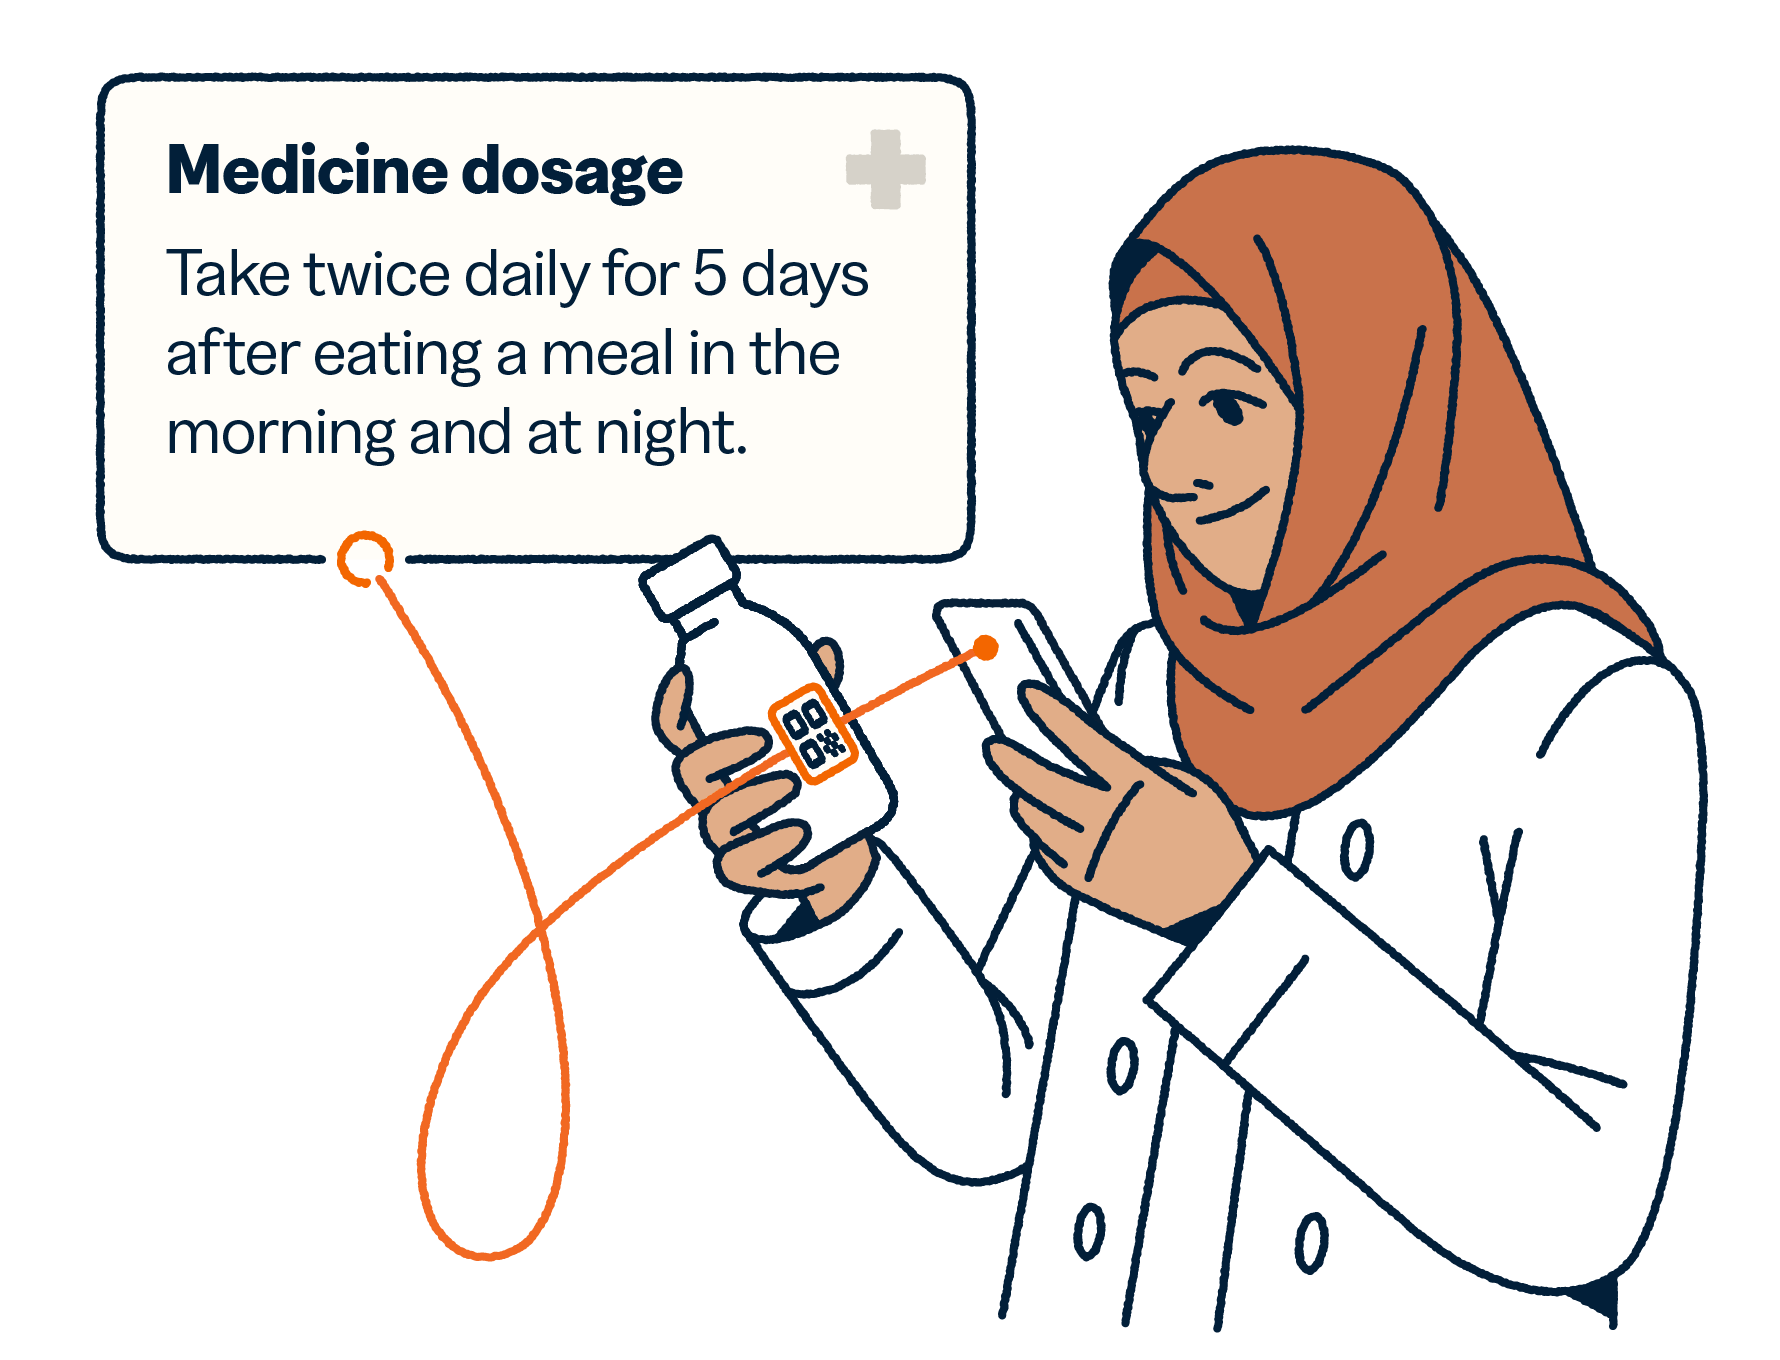 Medicine dosage
Take twice daily for 5 days
after eating a meal in the
morning and at night.